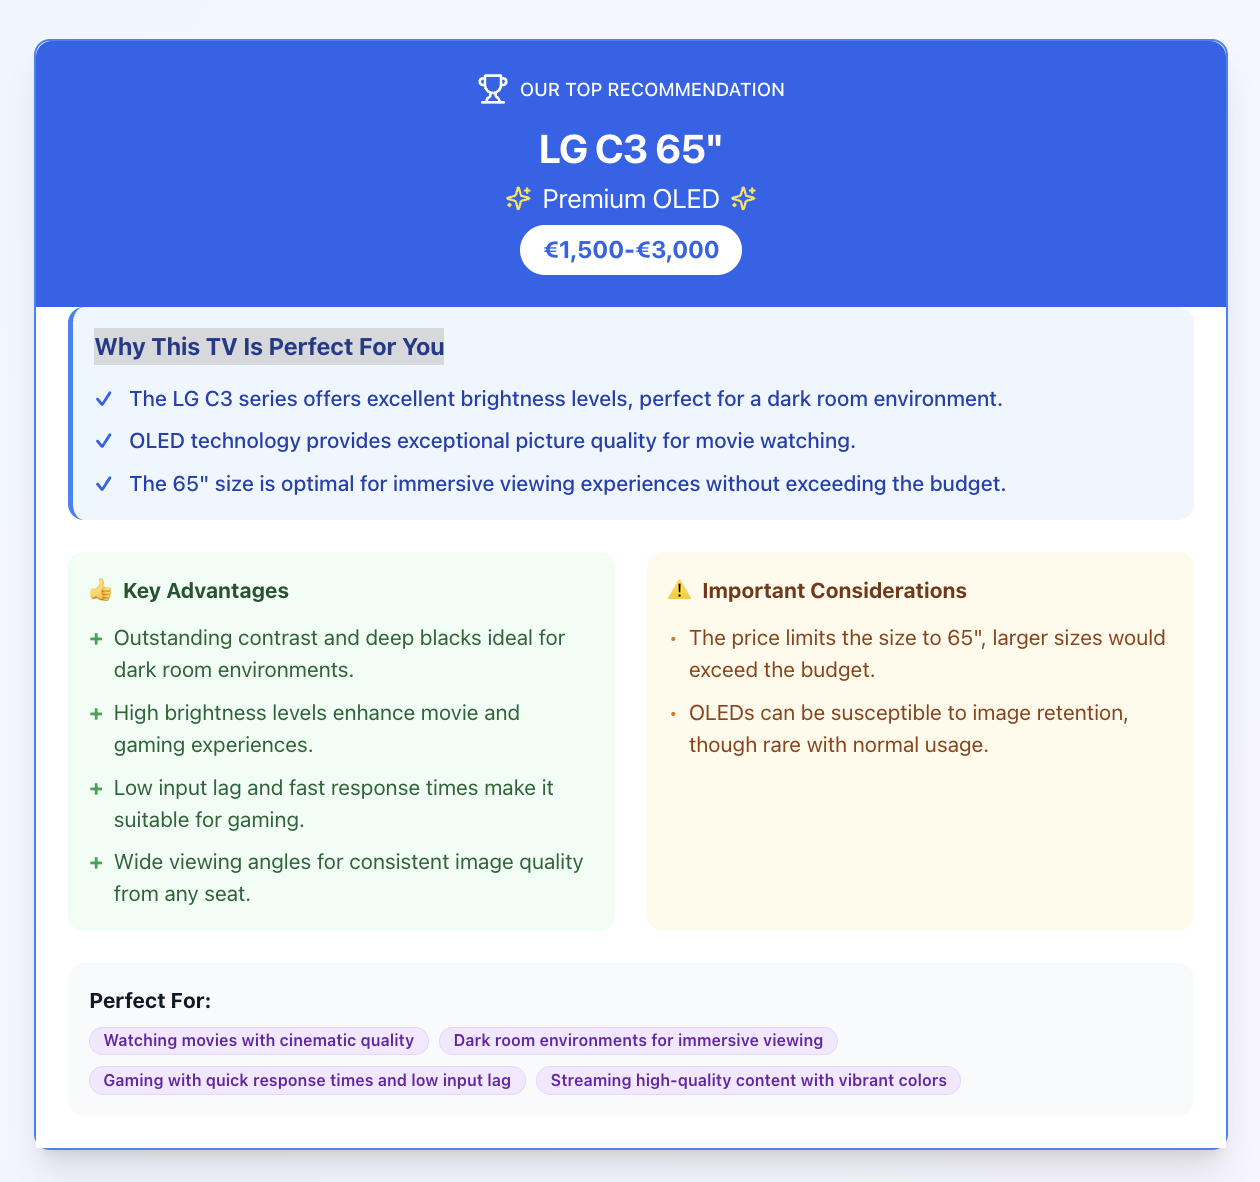 OUR TOP RECOMMENDATION
LG C3 65"
Premium OLED
€1,500-€3,000
Why This TV Is Perfect For You
The LG C3 series offers excellent brightness levels, perfect for a dark room environment.
OLED technology provides exceptional picture quality for movie watching.
The 65" size is optimal for immersive viewing experiences without exceeding the budget.
Key Advantages
+ Outstanding contrast and deep blacks ideal for
dark room environments.
+ High brightness levels enhance movie and
gaming experiences.
+ Low input lag and fast response times make it
suitable for gaming.
+ Wide viewing angles for consistent image quality
from any seat.
Important Considerations
• The price limits the size to 65", larger sizes would
exceed the budget.
• OLEDs can be susceptible to image retention,
though rare with normal usage.
Perfect For:
Watching movies with cinematic quality
Dark room environments for immersive viewing
Gaming with quick response times and low input lag
Streaming high-quality content with vibrant colors